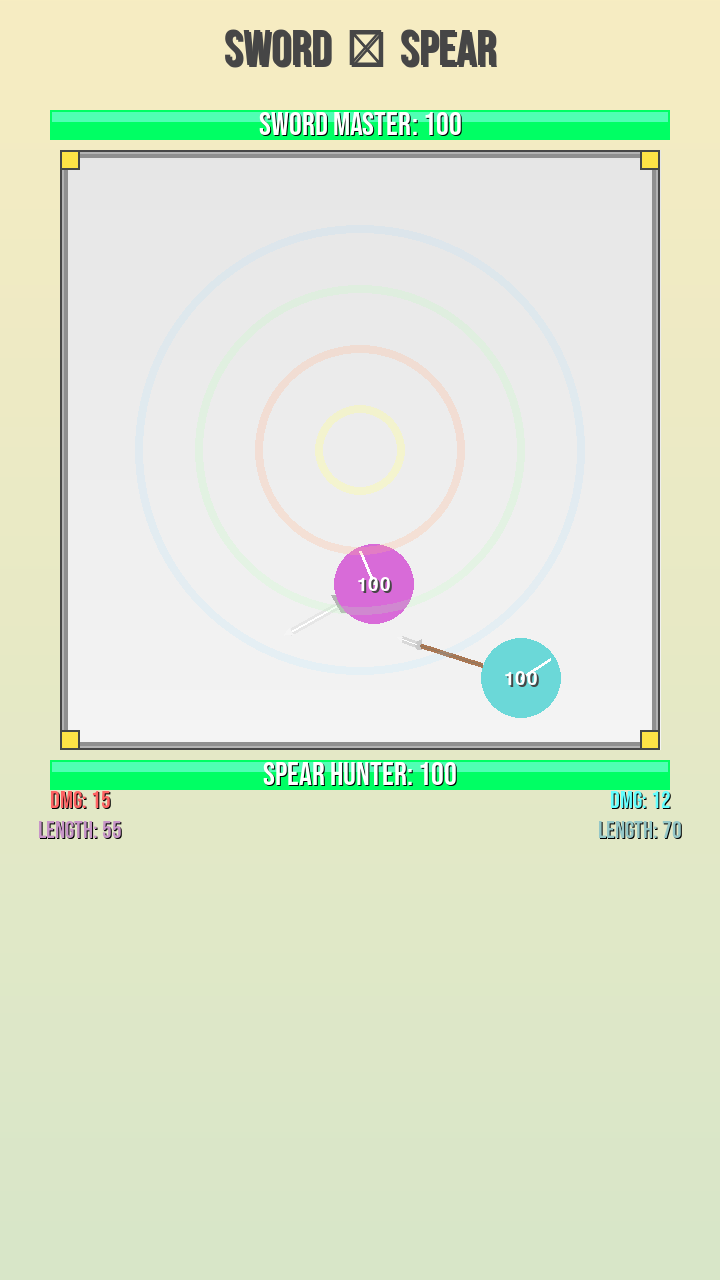 SWORD ☒ SPEAR
SWORD MASTER: 100
100
100
SPEAR HUNTER: 100
DMG: 15
DMG: 12
LENGTH: 55
LENGTH: 70